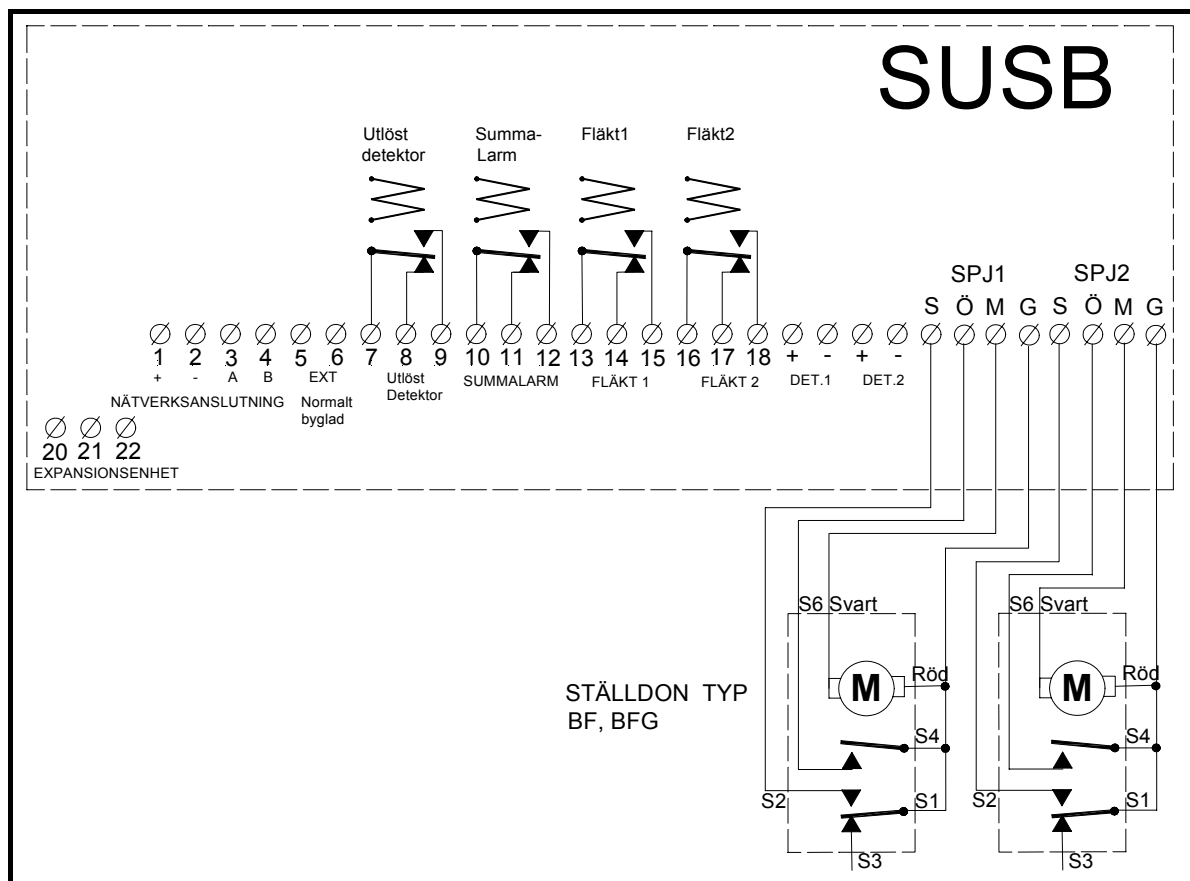 SUSB
Utlöst
detektor
Summa-
Larm
Fläkt1
Fläkt2
SPJ1
SPJ2
S Ö M G S Ö M G
1 2 3 4 5 6 7 8 9 10 11 12 13 14 15 16 17 18 + - + -
+ - A B EXT
Utlöst
Detektor
SUMMALARM
FLÄKT 1
FLÄKT 2
DET.1
DET.2
NÄTVERKSANSLUTNING
Normalt
byglad
20 21 22
EXPANSIONSENHET
S6 Svart
S6 Svart
STÄLLDON TYP
BF, BFG
M
Röd
M
Röd
S4
S4
S2
S1
S2
S1
S3
S3